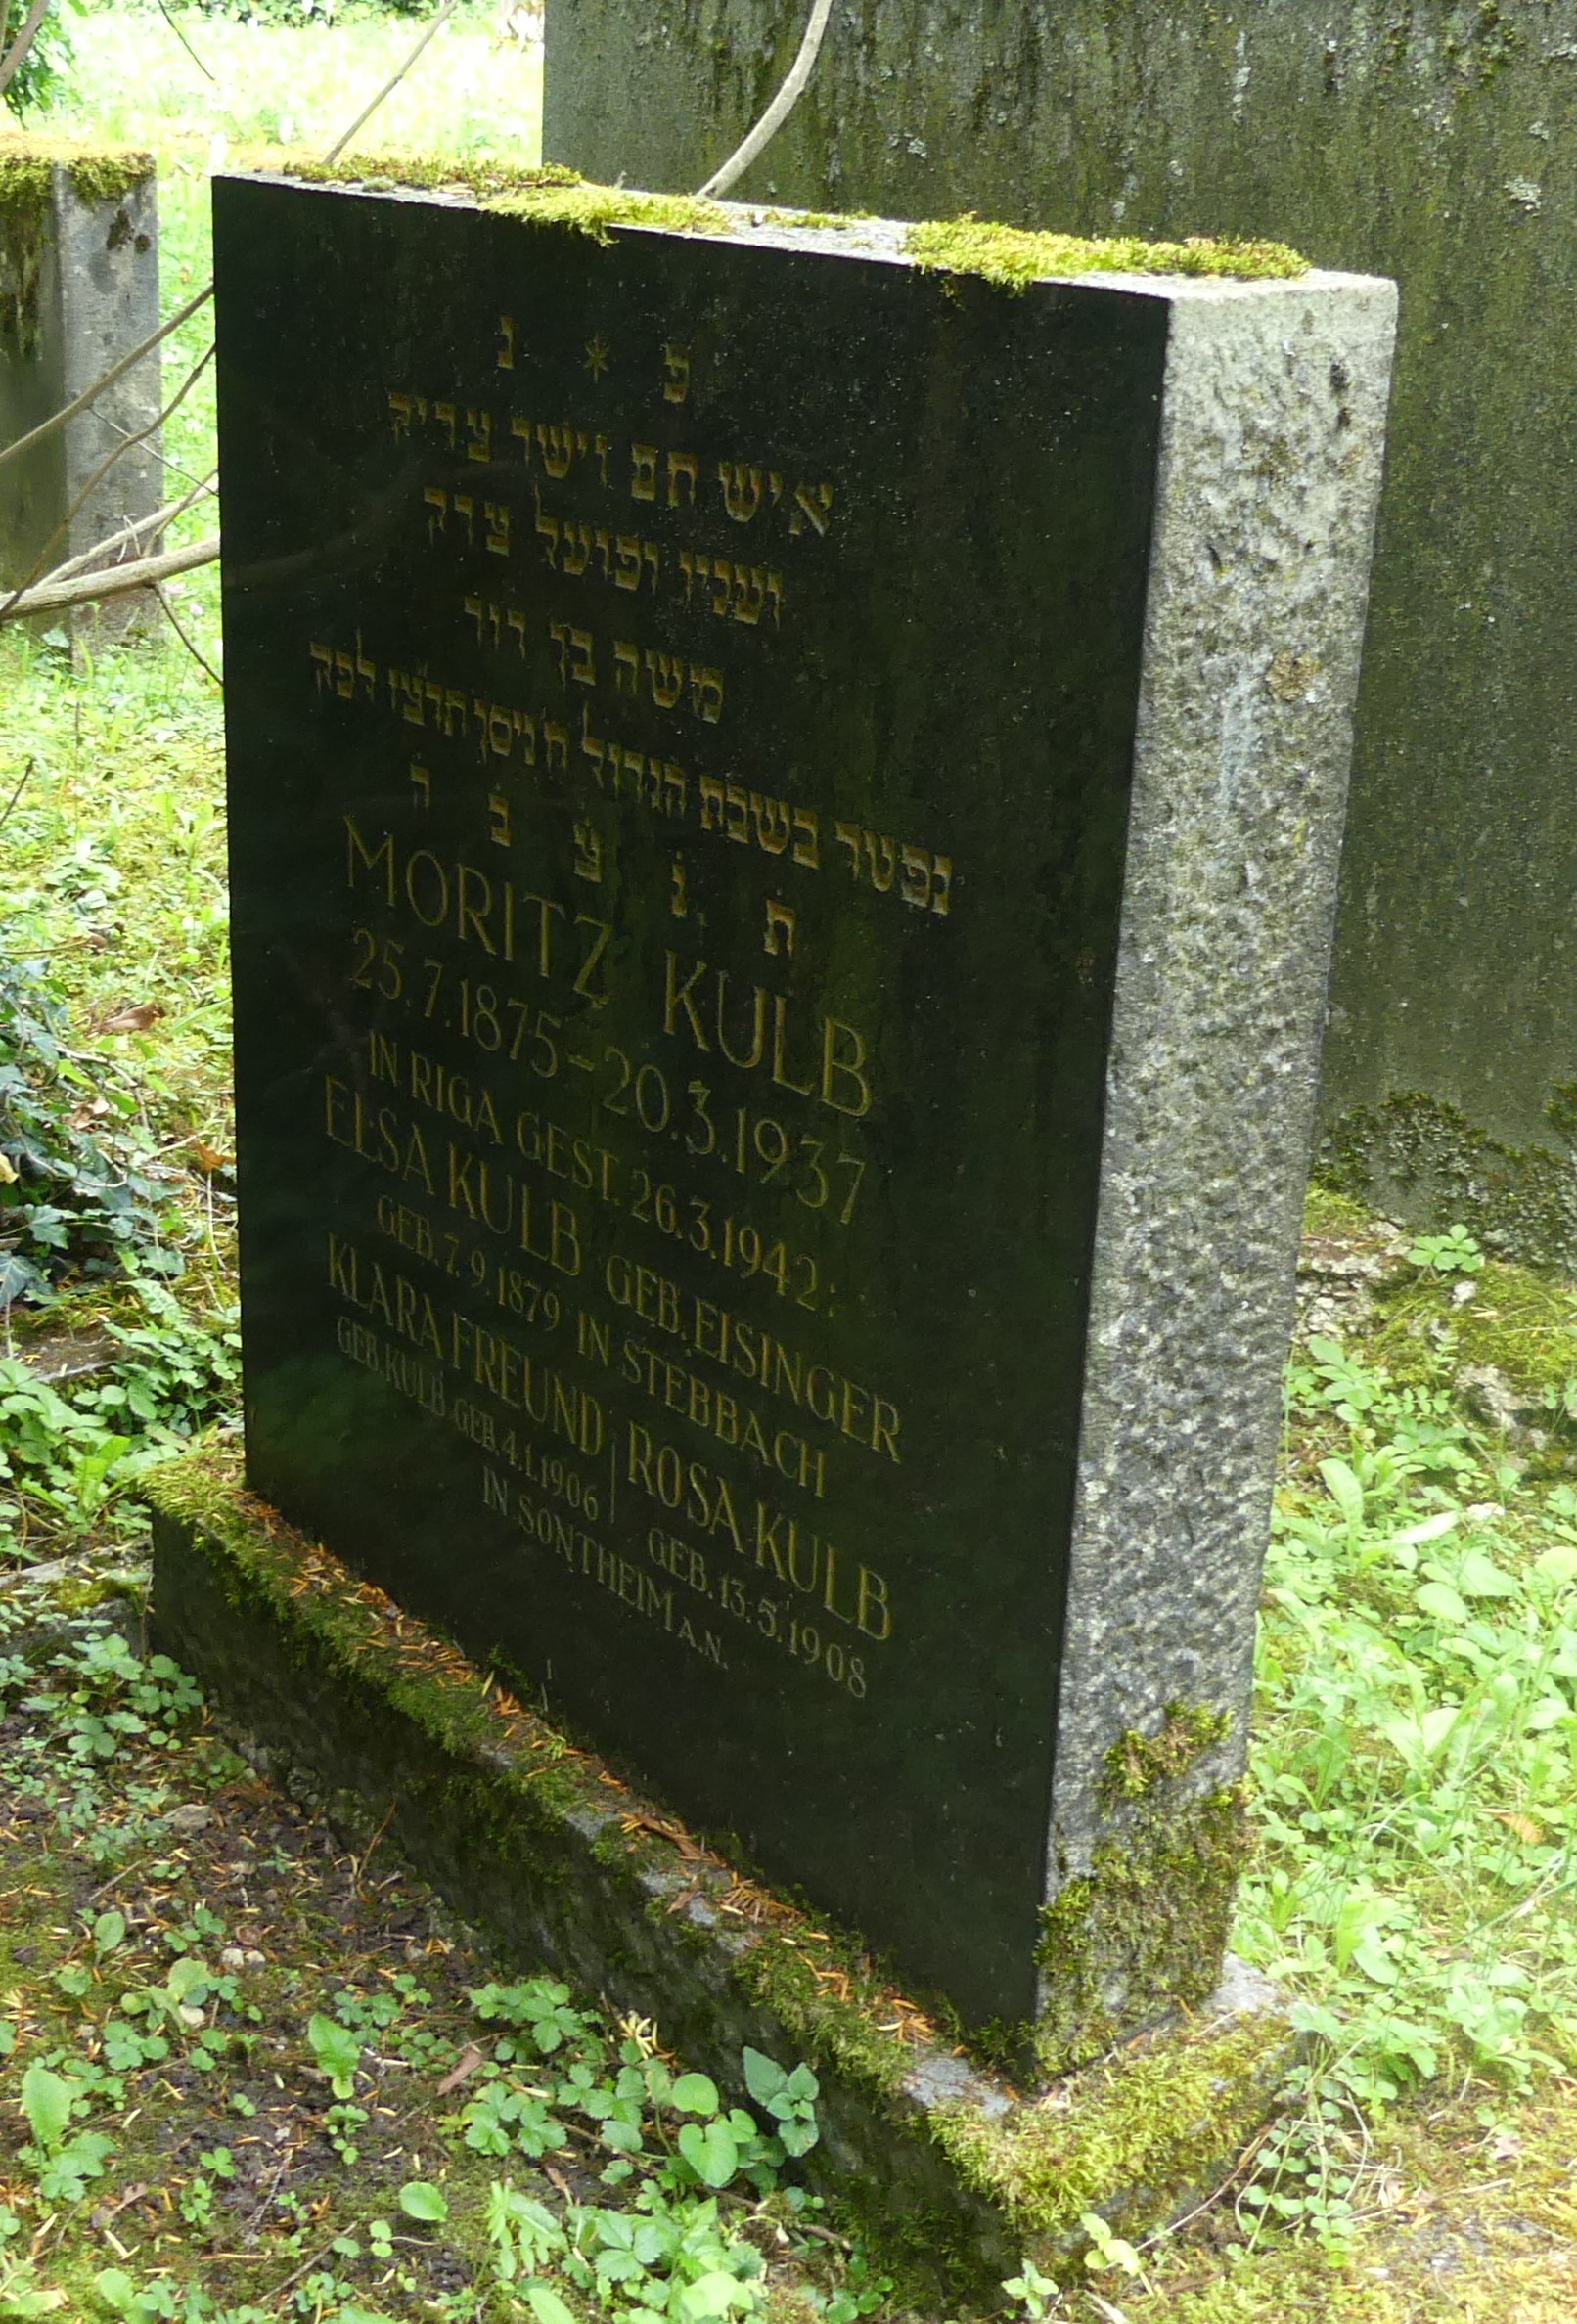 פ * נ
איש תם וישר צדיק
ועניו ופועל צדק
משה בן דוד
נפטר בשבת הגדול ח ניסן תרצז לפק
ת נ צ ב ה
MORITZ KULB
25.7.1875 – 20.3.1937
IN RIGA GEST. 26.3.1942:
ELSA KULB GEB. EISINGER
GEB. 7.9.1879 IN STEBBACH
KLARA FREUND | ROSA KULB
GEB. KULB GEB. 4.1.1906 | GEB. 13.5.1908
IN SONTHEIM A.N.